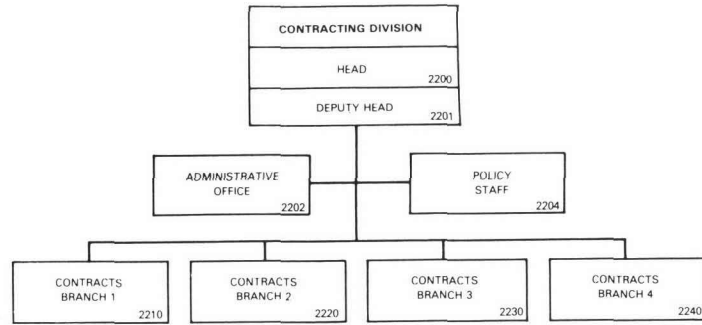 CONTRACTING DIVISION
HEAD
2200
DEPUTY HEAD
2201
ADMINISTRATIVE
OFFICE
2202
POLICY
STAFF
2204
CONTRACTS
BRANCH 1
2210
CONTRACTS
BRANCH 2
2220
CONTRACTS
BRANCH 3
2230
CONTRACTS
BRANCH 4
2240